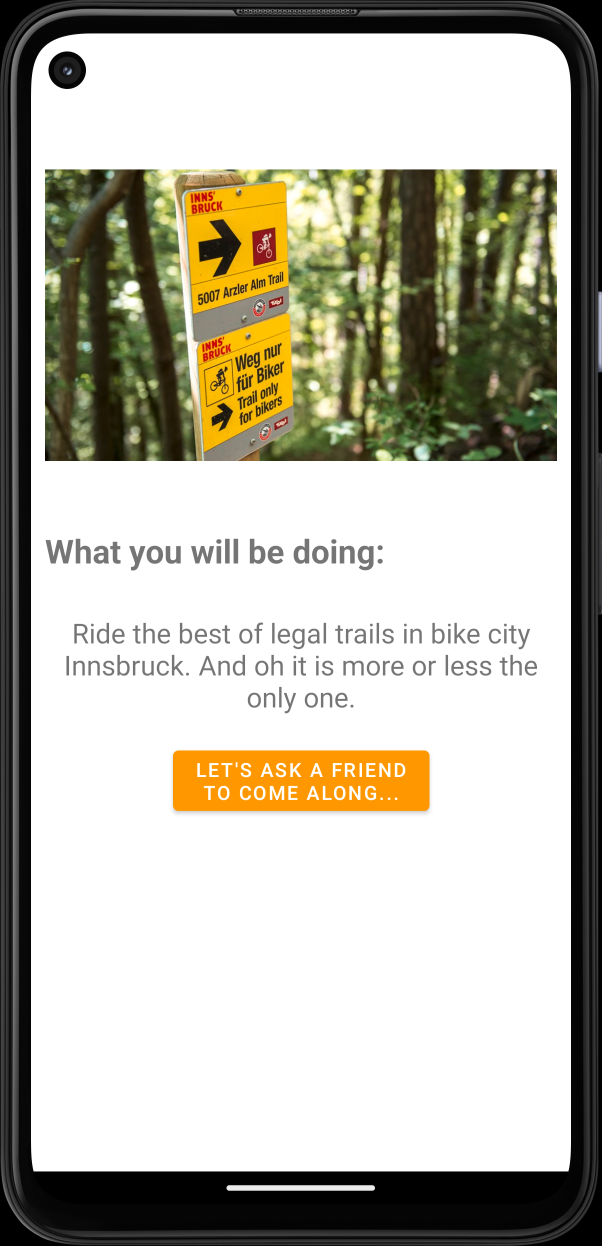 INNS'
BRUCK
5007 Arzler Alm Trail
INNS'
BRUCK
Weg nur
für Biker
Trail only
for bikers
What you will be doing:
Ride the best of legal trails in bike city
Innsbruck. And oh it is more or less the
only one.
LET'S ASK A FRIEND
TO COME ALONG...